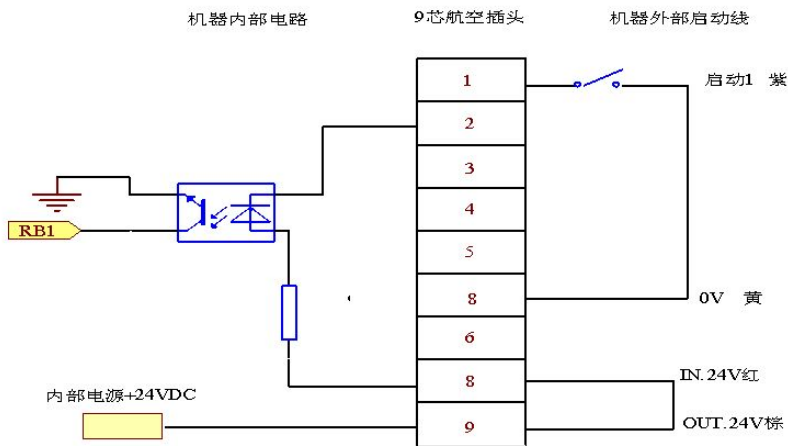 机器内部电路
9芯航空插头
机器外部启动线
1
启动1 紫
2
3
4
RB1
5
8
0V 黄
6
IN.24V红
8
内部电源+24VDC
9
OUT.24V棕